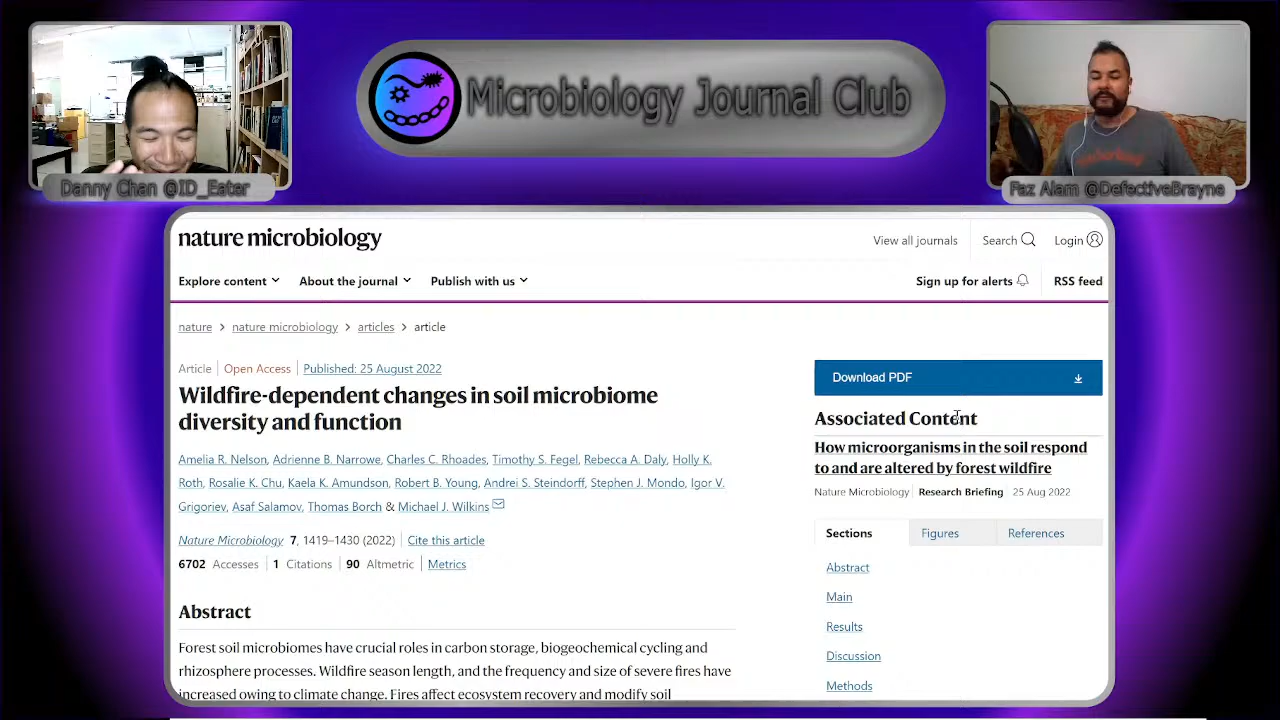 Microbiology Journal Club
Danny Chan @ID_Eater
Faz Alam @DefectiveBrayne
nature microbiology
View all journals
Search
Login
Explore content
About the journal
Publish with us
Sign up for alerts
RSS feed
nature > nature microbiology > articles > article
Article | Open Access | Published: 25 August 2022
Wildfire-dependent changes in soil microbiome
diversity and function
Amelia R. Nelson, Adrienne B. Narrowe, Charles C. Rhoades, Timothy S. Fegel, Rebecca A. Daly, Holly K.
Roth, Rosalie K. Chu, Kaela K. Amundson, Robert B. Young, Andrei S. Steindorff, Stephen J. Mondo, Igor V.
Grigoriev, Asaf Salamov, Thomas Borch & Michael J. Wilkins
Nature Microbiology 7, 1419–1430 (2022) | Cite this article
6702 Accesses | 1 Citations | 90 Altmetric | Metrics
Abstract
Forest soil microbiomes have crucial roles in carbon storage, biogeochemical cycling and
rhizosphere processes. Wildfire season length, and the frequency and size of severe fires have
increased owing to climate change. Fires affect ecosystem recovery and modify soil
Download PDF
Associated Content
How microorganisms in the soil respond
to and are altered by forest wildfire
Nature Microbiology | Research Briefing 25 Aug 2022
Sections
Figures
References
Abstract
Main
Results
Discussion
Methods